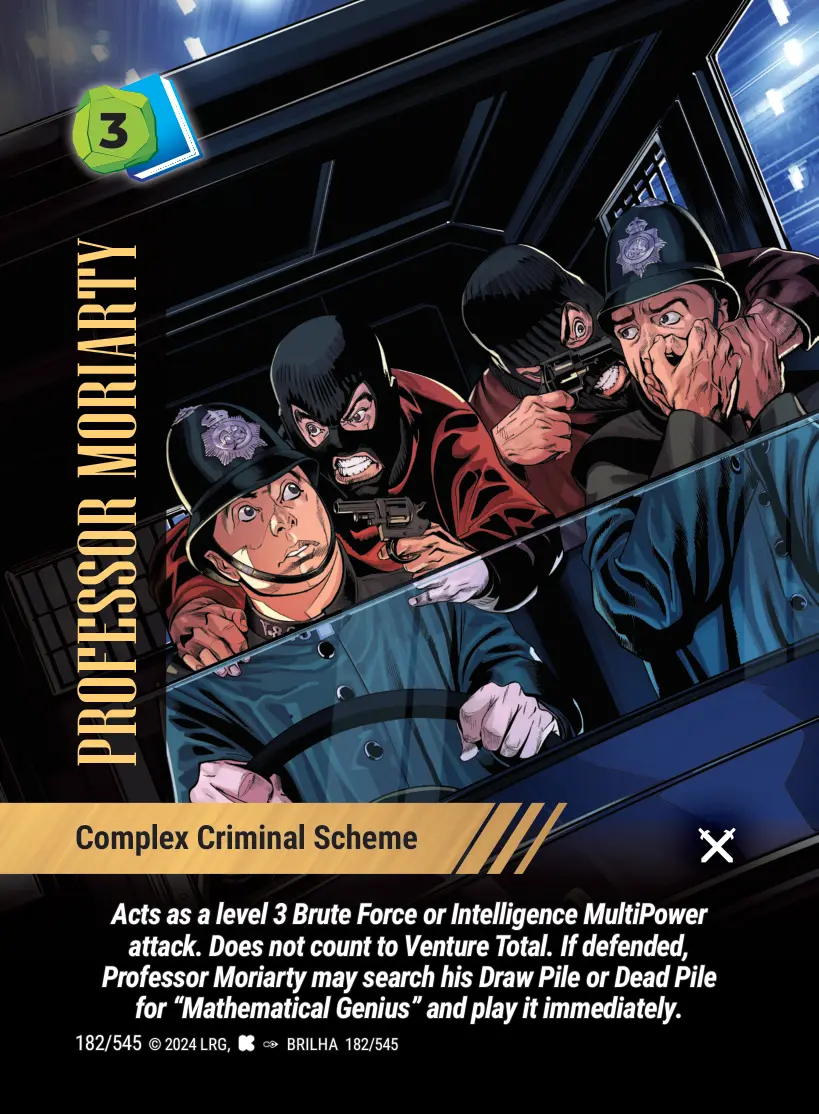 3
PROFESSOR MORIARTY
Complex Criminal Scheme
Acts as a level 3 Brute Force or Intelligence MultiPower
attack. Does not count to Venture Total. If defended,
Professor Moriarty may search his Draw Pile or Dead Pile
for “Mathematical Genius” and play it immediately.
182/545 © 2024 LRG, K BRILHA 182/545